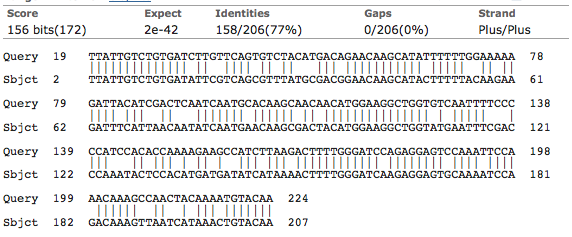 Score Expect Identities Gaps Strand
156 bits(172) 2e-42 158/206(77%) 0/206(0%) Plus/Plus
Query 19 TTATTGTCTGTGATCTTGTTCAGTGTCTACATGACAGAACAAGCATATTTTTTGGAAAAA 78
Sbjct 2 TTATTGTCTGTGATATTCGTCAGCGTTTATGCGACGGAACAAGCATACTTTTTACAAGAA 61
Query 79 GATTACATCGACTCAATCAATGCACAAGCAACAACATGGAAGGCTGGTGTCAATTTTCCC 138
Sbjct 62 GATTTCATTAACAATATCAATGAACAAGCGACTACATGGAAGGCTGGTATGAATTTCGAC 121
Query 139 CCATCCACACCAAAAGAAGCCATCTTAAGACTTTTGGGATCCAGAGGAGTCCAAATTCCA 198
Sbjct 122 CCAAATACTCCACATGATGATATCATAAAACTTTTGGGATCAAGAGGAGTGCAAAATCCA 181
Query 199 AACAAAGCCAACTACAAAATGTACAA 224
Sbjct 182 GACAAAGTTAATCATAAACTGTACAA 207